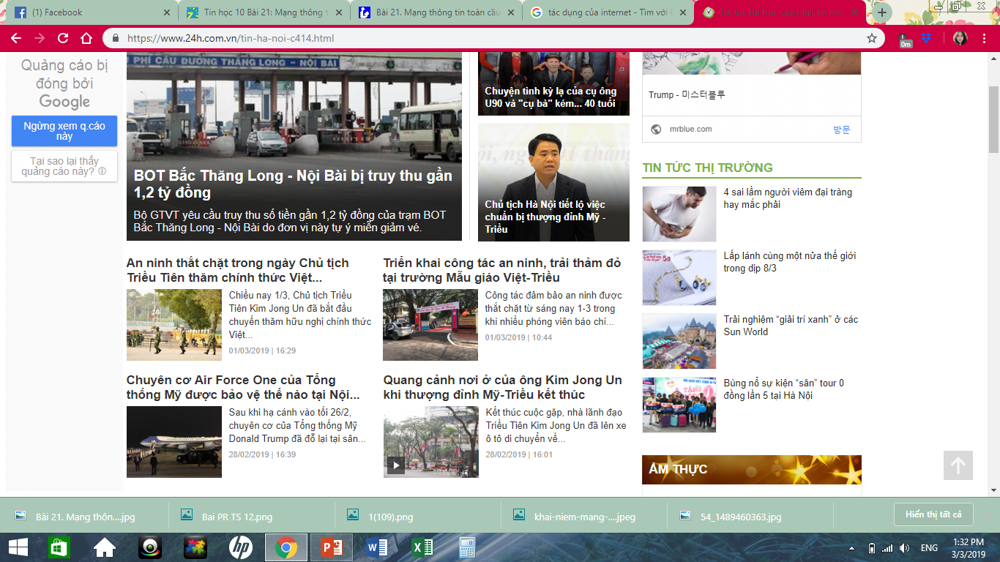 (1) Facebook
Tin học 10 Bài 21: Mạng thông t
Bài 21. Mạng thông tin toàn cầu
tác dụng của internet - Tìm với G
https://www.24h.com.vn/tin-ha-noi-c414.html
0m
Quảng cáo bị
đóng bởi
Google
Ngừng xem q.cáo
này
Tại sao lại thấy
quảng cáo này?
PHÍ CẦU ĐƯỜNG THĂNG LONG - NỘI BÀI
BOT Bắc Thăng Long - Nội Bài bị truy thu gần
1,2 tỷ đồng
Bộ GTVT yêu cầu truy thu số tiền gần 1,2 tỷ đồng của trạm BOT
Bắc Thăng Long - Nội Bài do đơn vị này tự ý miễn giảm vé.
Chuyện tình kỳ lạ của cụ ông
U90 và "cụ bà" kém... 40 tuổi
Chủ tịch Hà Nội tiết lộ việc
chuẩn bị thượng đỉnh Mỹ -
Triều
An ninh thắt chặt trong ngày Chủ tịch
Triều Tiên thăm chính thức Việt...
Chiều nay 1/3, Chủ tịch Triều
Tiên Kim Jong Un đã bắt đầu
chuyến thăm hữu nghị chính thức
Việt...
01/03/2019 | 16:29
Triển khai công tác an ninh, trải thảm đỏ
tại trường Mẫu giáo Việt-Triều
Công tác đảm bảo an ninh được
thắt chặt từ sáng nay 1-3 trong
khi nhiều phóng viên báo chí...
01/03/2019 | 10:44
Chuyên cơ Air Force One của Tổng
thống Mỹ được bảo vệ thế nào tại Nội...
Sau khi hạ cánh vào tối 26/2,
chuyên cơ của Tổng thống Mỹ
Donald Trump đã đỗ lại tại sân...
28/02/2019 | 16:39
Quang cảnh nơi ở của ông Kim Jong Un
khi thượng đỉnh Mỹ-Triều kết thúc
Kết thúc cuộc gặp, nhà lãnh đạo
Triều Tiên Kim Jong Un đã lên xe
ô tô di chuyển về...
28/02/2019 | 16:01
Trump - 미스터블루
mrblue.com
방문
TIN TỨC THỊ TRƯỜNG
4 sai lầm người viêm đại tràng
hay mắc phải
Lấp lánh cùng một nửa thế giới
trong dịp 8/3
Trải nghiệm “giải trí xanh” ở các
Sun World
Bùng nổ sự kiện “săn” tour 0
đồng lần 5 tại Hà Nội
ẨM THỰC
Bài 21. Mạng thôn....jpg
Bai PR TS 12.png
1(109).png
khai-niem-mang-....jpeg
54_1489460363.jpg
Hiển thị tất cả
ENG
1:32 PM
3/3/2019